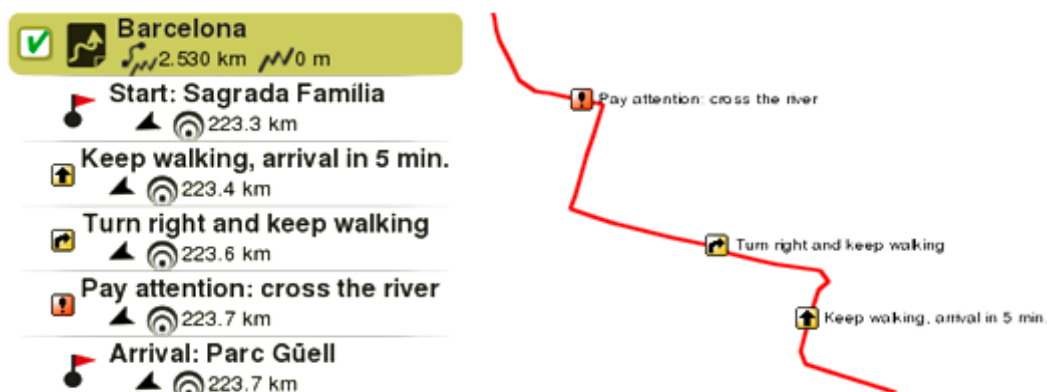 Barcelona
2.530 km 0 m
Start: Sagrada Família
223.3 km
Keep walking, arrival in 5 min.
223.4 km
Turn right and keep walking
223.6 km
Pay attention: cross the river
223.7 km
Arrival: Parc Gũell
223.7 km
Pay attention: cross the river
Turn right and keep walking
Keep walking, arrival in 5 min.